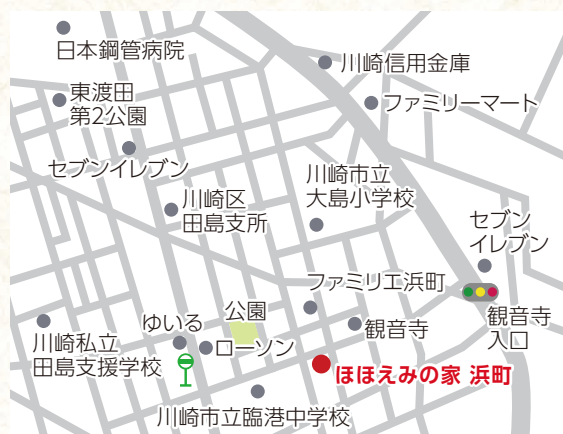 日本鋼管病院
川崎信用金庫
東渡田
第2公園
ファミリーマート
セブンイレブン
川崎市立
大島小学校
川崎区
田島支所
セブン
イレブン
ファミリエ浜町
公園
観音寺
入口
ゆいる
観音寺
川崎私立
田島支援学校
ローソン
ほほえみの家 浜町
川崎市立臨港中学校